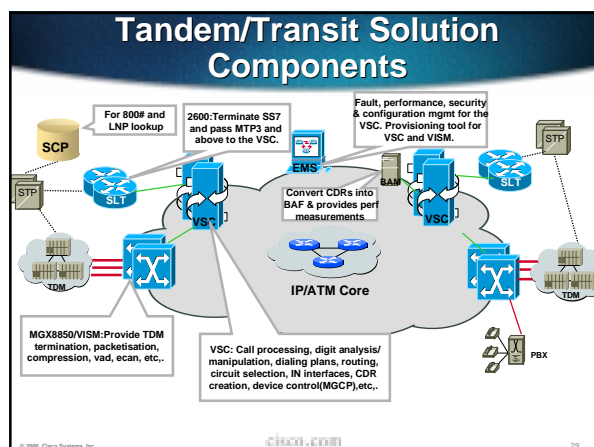 Tandem/Transit Solution
Components
For 800# and
LNP lookup
SCP
2600:Terminate SS7
and pass MTP3 and
above to the VSC.
Fault, performance, security
& configuration mgmt for the
VSC. Provisioning tool for
VSC and VISM.
EMS
STP
STP
SLT
SLT
BAM
Convert CDRs into
BAF & provides perf
measurements
VSC
VSC
TDM
TDM
IP/ATM Core
MGX8850/VISM:Provide TDM
termination, packetisation,
compression, vad, ecan, etc,.
VSC: Call processing, digit analysis/
manipulation, dialing plans, routing,
circuit selection, IN interfaces, CDR
creation, device control(MGCP),etc,.
PBX
© 2000, Cisco Systems, Inc.
cisco.com
29